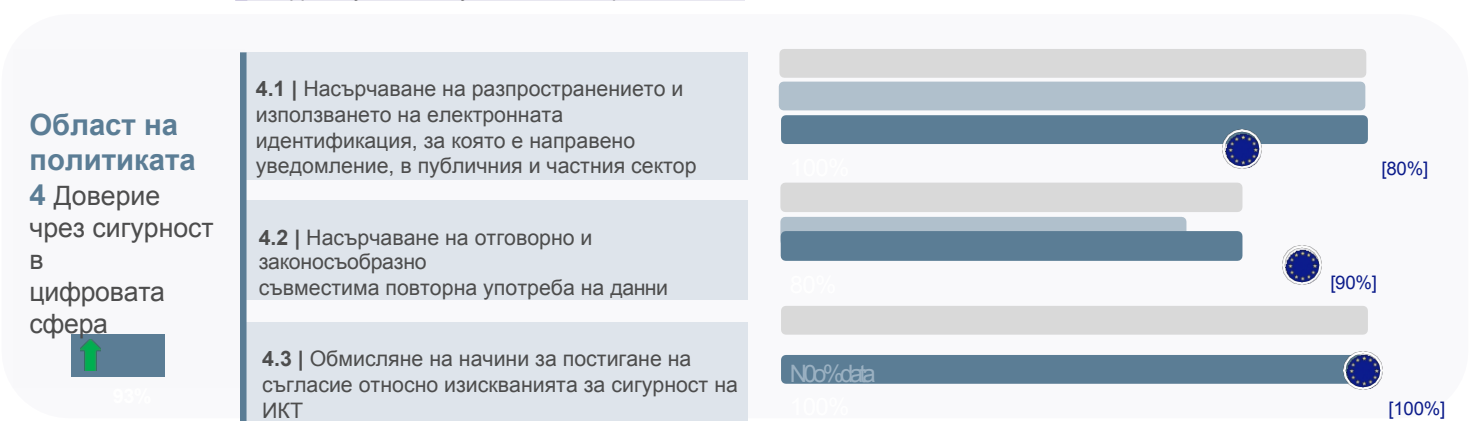 Област на
политиката
4 Доверие
чрез сигурност
в
цифровата
сфера
93%
4.1 | Насърчаване на разпространението и
използването на електронната
идентификация, за която е направено
уведомление, в публичния и частния сектор
100%
[80%]
4.2 | Насърчаване на отговорно и
законосъобразно
съвместима повторна употреба на данни
80%
[90%]
4.3 | Обмисляне на начини за постигане на
съгласие относно изискванията за сигурност на
ИКТ
100%
[100%]